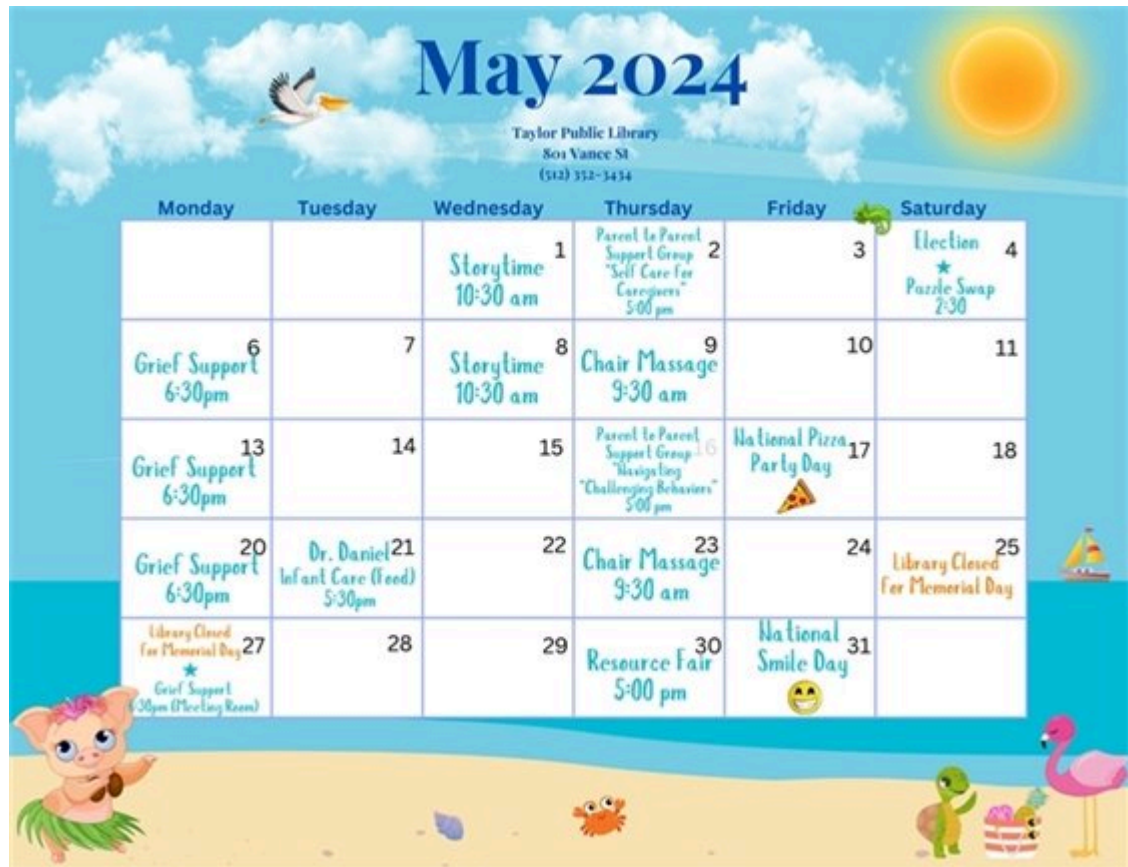 May 2024
Taylor Public Library
801 Vance St
(512) 352-3434
Monday Tuesday Wednesday Thursday Friday Saturday
1
Storytime
10:30 am
2
Parent to Parent
Support Group
"Self Care for
Caregivers"
5:00 pm
3
4
Election
Puzzle Swap
2:30
6
Grief Support
6:30pm
7
8
Storytime
10:30 am
9
Chair Massage
9:30 am
10
11
13
Grief Support
6:30pm
14
15
16
Parent to Parent
Support Group
"Navigating
"Challenging Behaviors"
5:00 pm
17
National Pizza
Party Day
18
20
Grief Support
6:30pm
21
Dr. Daniel
Infant Care (Food)
5:30pm
22
23
Chair Massage
9:30 am
24
25
Library Closed
For Memorial Day
27
Library Closed
For Memorial Day
Grief Support
6:30pm (Meeting Room)
28
29
30
Resource Fair
5:00 pm
31
National
Smile Day